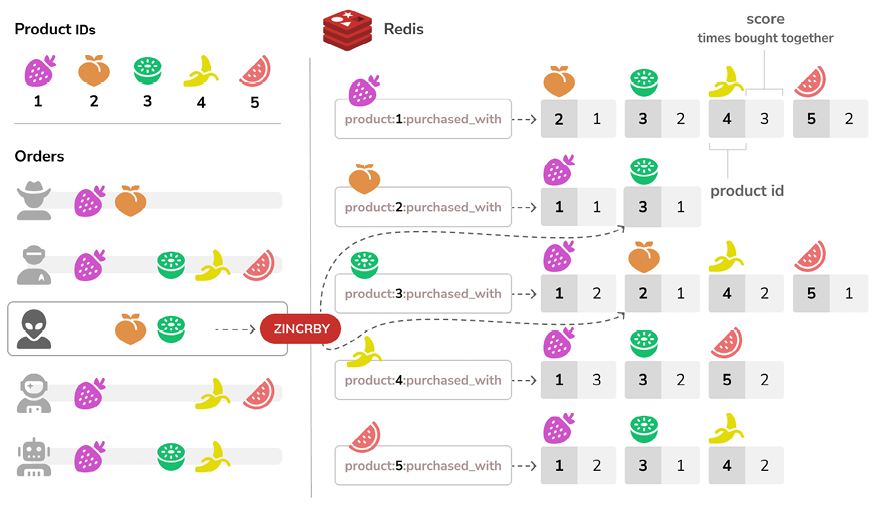 Product IDs
1 2 3 4 5
Orders
ZINCRBY
Redis
score
times bought together
product:1:purchased_with 2 1 3 2 4 3 5 2
product id
product:2:purchased_with 1 1 3 1
product:3:purchased_with 1 2 2 1 4 2 5 1
product:4:purchased_with 1 3 3 2 5 2
product:5:purchased_with 1 2 3 1 4 2